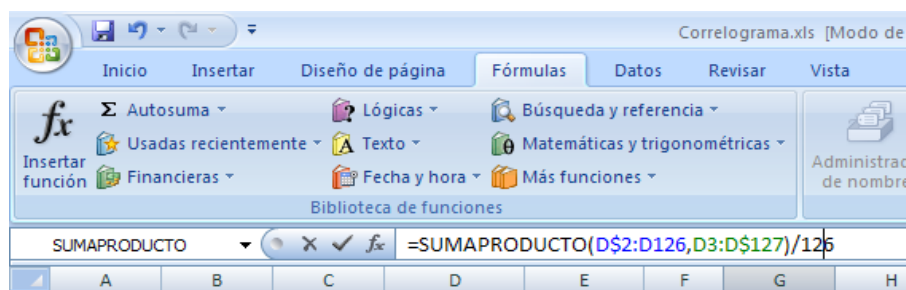 Correlograma.xls [Modo de
Inicio Insertar Diseño de página Fórmulas Datos Revisar Vista
fx Insertar función
Σ Autosuma
Usadas recientemente
Financieras
Lógicas
A Texto
Fecha y hora
Búsqueda y referencia
θ Matemáticas y trigonométricas
Más funciones
Administrad
de nombre
Biblioteca de funciones
SUMAPRODUCTO fx =SUMAPRODUCTO(D$2:D126,D3:D$127)/126
A B C D E F G H